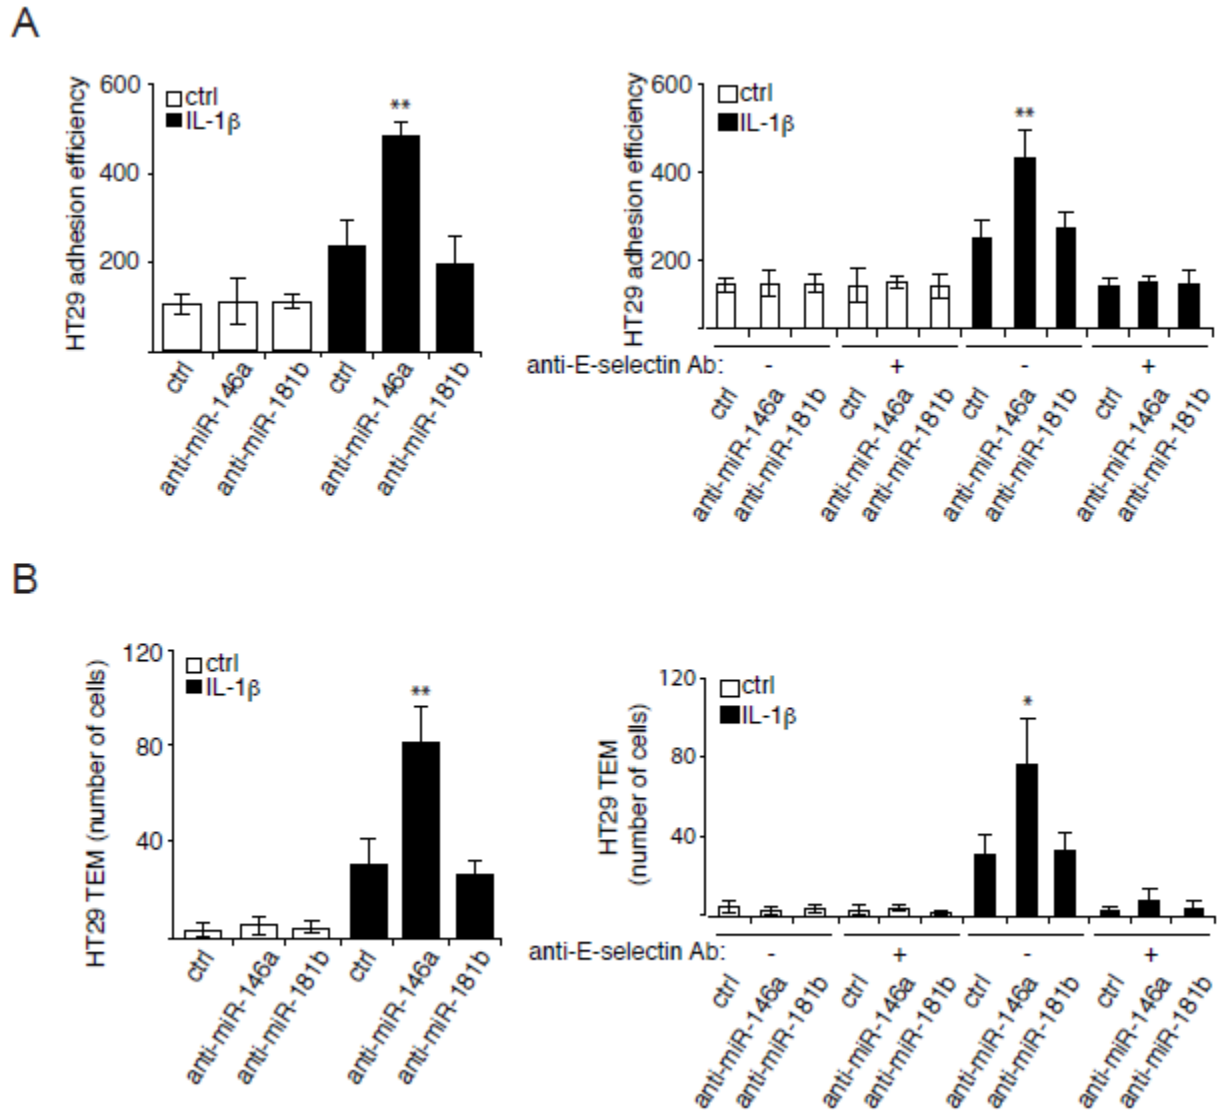 A
600
400
200
HT29 adhesion efficiency
ctrl
IL-1β
**
ctrl
anti-miR-146a
anti-miR-181b
ctrl
anti-miR-146a
anti-miR-181b
600
400
200
HT29 adhesion efficiency
ctrl
IL-1β
**
anti-E-selectin Ab: - + - +
ctrl
anti-miR-146a
anti-miR-181b
ctrl
anti-miR-146a
anti-miR-181b
ctrl
anti-miR-146a
anti-miR-181b
ctrl
anti-miR-146a
anti-miR-181b
B
120
80
40
HT29 TEM (number of cells)
ctrl
IL-1β
**
ctrl
anti-miR-146a
anti-miR-181b
ctrl
anti-miR-146a
anti-miR-181b
120
80
40
HT29 TEM
(number of cells)
ctrl
IL-1β
*
anti-E-selectin Ab: - + - +
ctrl
anti-miR-146a
anti-miR-181b
ctrl
anti-miR-146a
anti-miR-181b
ctrl
anti-miR-146a
anti-miR-181b
ctrl
anti-miR-146a
anti-miR-181b